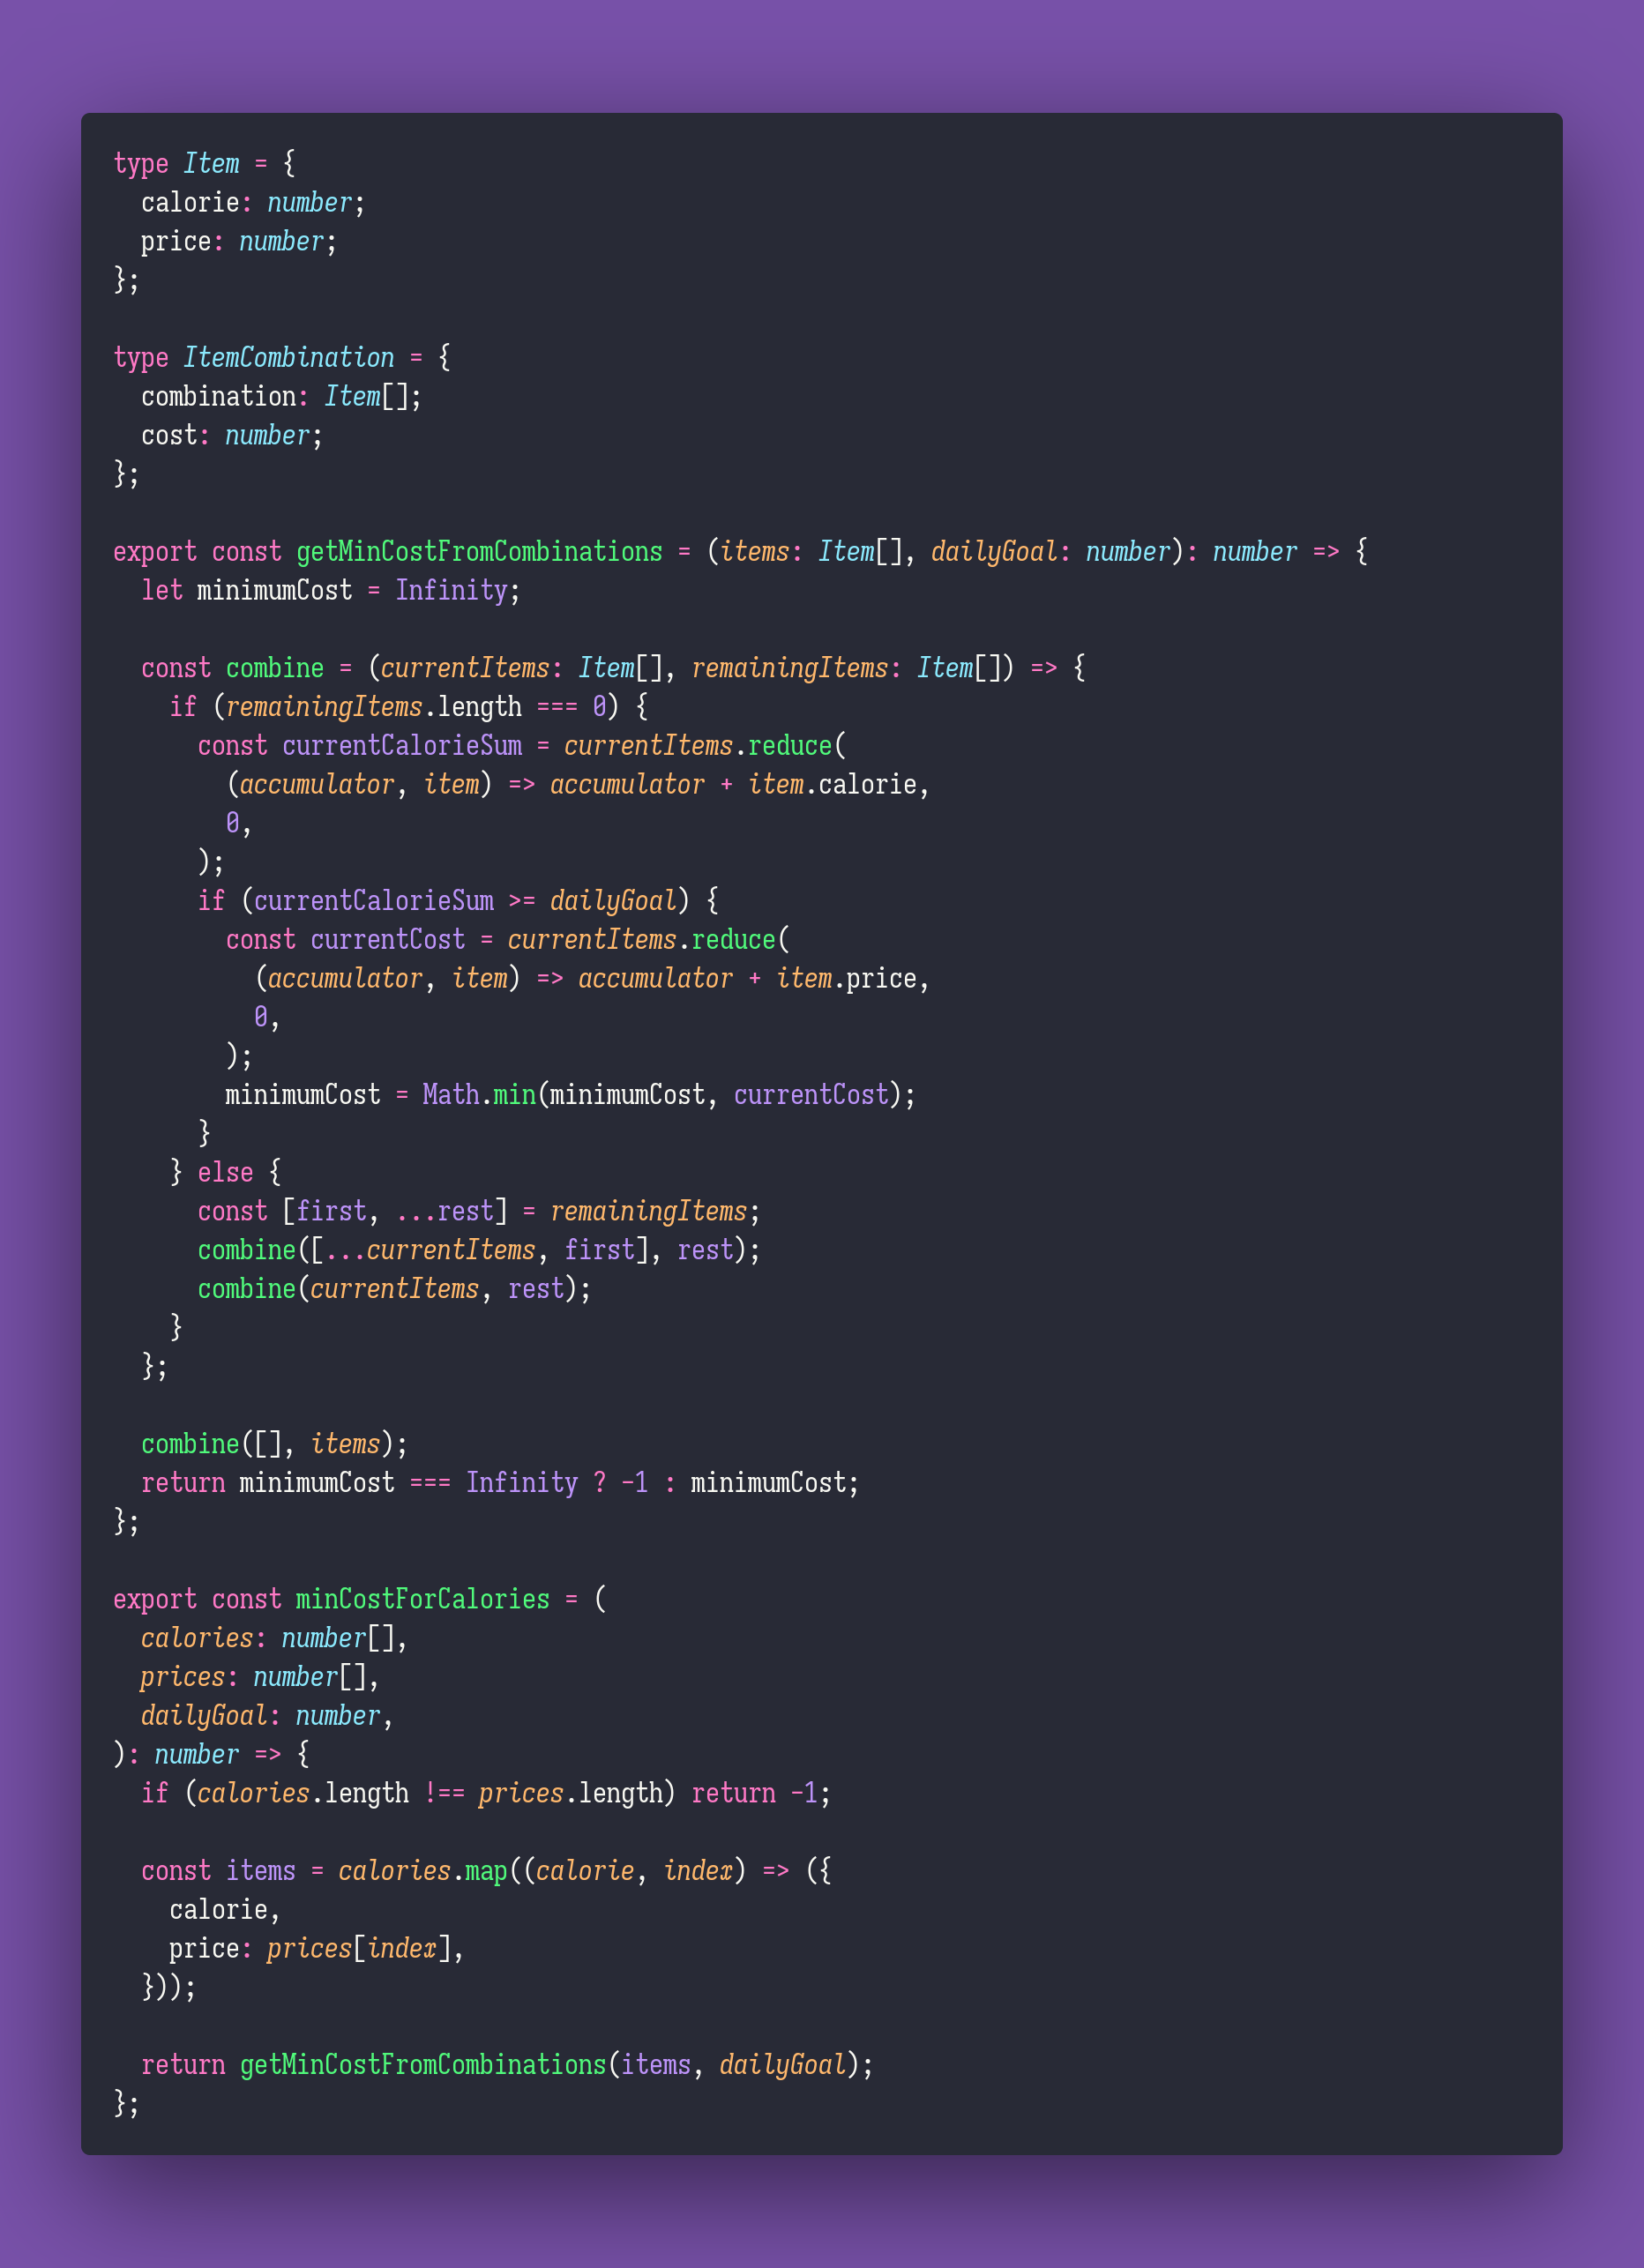 type Item = {
  calorie: number;
  price: number;
};

type ItemCombination = {
  combination: Item[];
  cost: number;
};

export const getMinCostFromCombinations = (items: Item[], dailyGoal: number): number => {
  let minimumCost = Infinity;

  const combine = (currentItems: Item[], remainingItems: Item[]) => {
    if (remainingItems.length === 0) {
      const currentCalorieSum = currentItems.reduce(
        (accumulator, item) => accumulator + item.calorie,
        0,
      );
      if (currentCalorieSum >= dailyGoal) {
        const currentCost = currentItems.reduce(
          (accumulator, item) => accumulator + item.price,
          0,
        );
        minimumCost = Math.min(minimumCost, currentCost);
      }
    } else {
      const [first, ...rest] = remainingItems;
      combine([...currentItems, first], rest);
      combine(currentItems, rest);
    }
  };

  combine([], items);
  return minimumCost === Infinity ? -1 : minimumCost;
};

export const minCostForCalories = (
  calories: number[],
  prices: number[],
  dailyGoal: number,
): number => {
  if (calories.length !== prices.length) return -1;

  const items = calories.map((calorie, index) => ({
    calorie,
    price: prices[index],
  }));

  return getMinCostFromCombinations(items, dailyGoal);
};